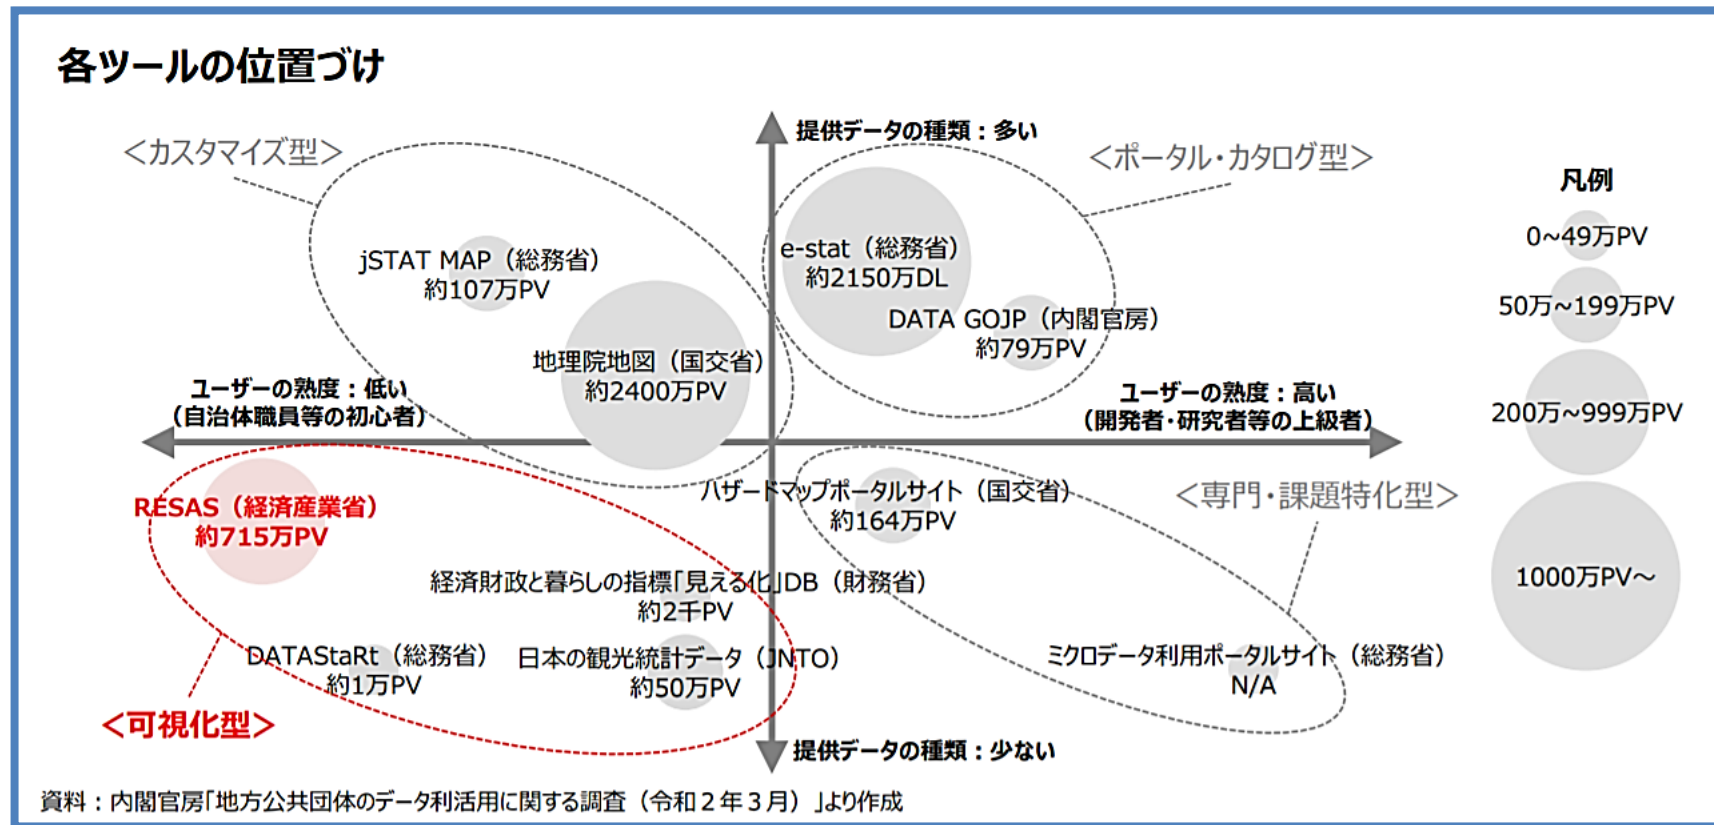 各ツールの位置づけ
提供データの種類：多い
＜カスタマイズ型＞
＜ポータル・カタログ型＞
凡例
0~49万PV
50万~199万PV
200万~999万PV
1000万PV～
jSTAT MAP（総務省）
約107万PV
e-stat（総務省）
約2150万DL
DATA GOJP（内閣官房）
約79万PV
地理院地図（国交省）
約2400万PV
ユーザーの熟度：低い
（自治体職員等の初心者）
ユーザーの熟度：高い
（開発者・研究者等の上級者）
RESAS（経済産業省）
約715万PV
ハザードマップポータルサイト（国交省）
約164万PV
＜専門・課題特化型＞
経済財政と暮らしの指標「見える化」DB（財務省）
約2千PV
DATAStaRt（総務省）
約1万PV
日本の観光統計データ（JNTO）
約50万PV
ミクロデータ利用ポータルサイト（総務省）
N/A
＜可視化型＞
提供データの種類：少ない
資料：内閣官房「地方公共団体のデータ利活用に関する調査（令和２年３月）」より作成